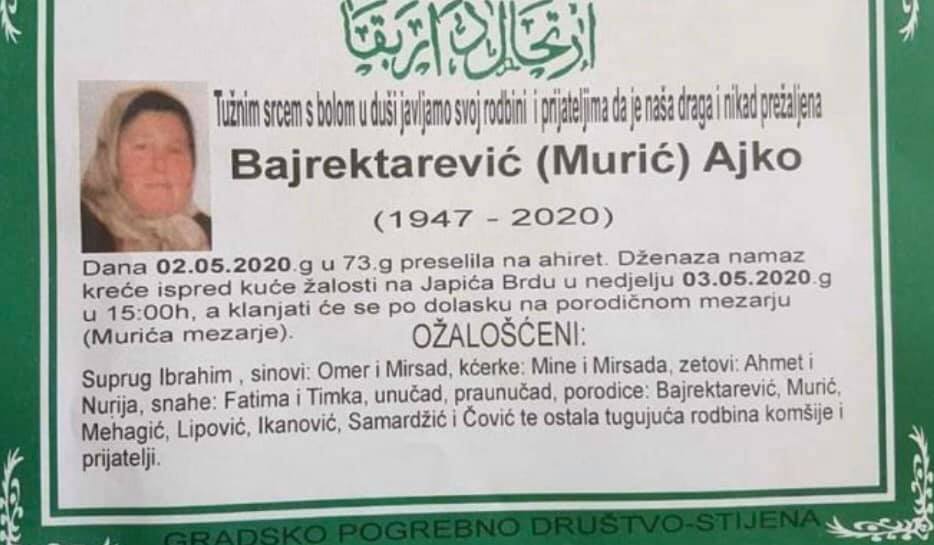 Tužnim srcem s bolom u duši javljamo svoj rodbini i prijateljima da je naša draga i nikad prežaljena
Bajrektarević (Murić) Ajko
(1947 - 2020)
Dana 02.05.2020.g u 73.g preselila na ahiret. Dženaza namaz
kreće ispred kuće žalosti na Japića Brdu u nedjelju 03.05.2020.g
u 15:00h, a klanjati će se po dolasku na porodičnom mezarju
(Murića mezarje).
OŽALOŠĆENI:
Suprug Ibrahim , sinovi: Omer i Mirsad, kćerke: Mine i Mirsada, zetovi: Ahmet i
Nurija, snahe: Fatima i Timka, unučad, praunučad, porodice: Bajrektarević, Murić,
Mehagić, Lipović, Ikanović, Samardžić i Čović te ostala tugujuća rodbina komšije i
prijatelji.
GRADSKO POGREBNO DRUŠTVO-STIJENA